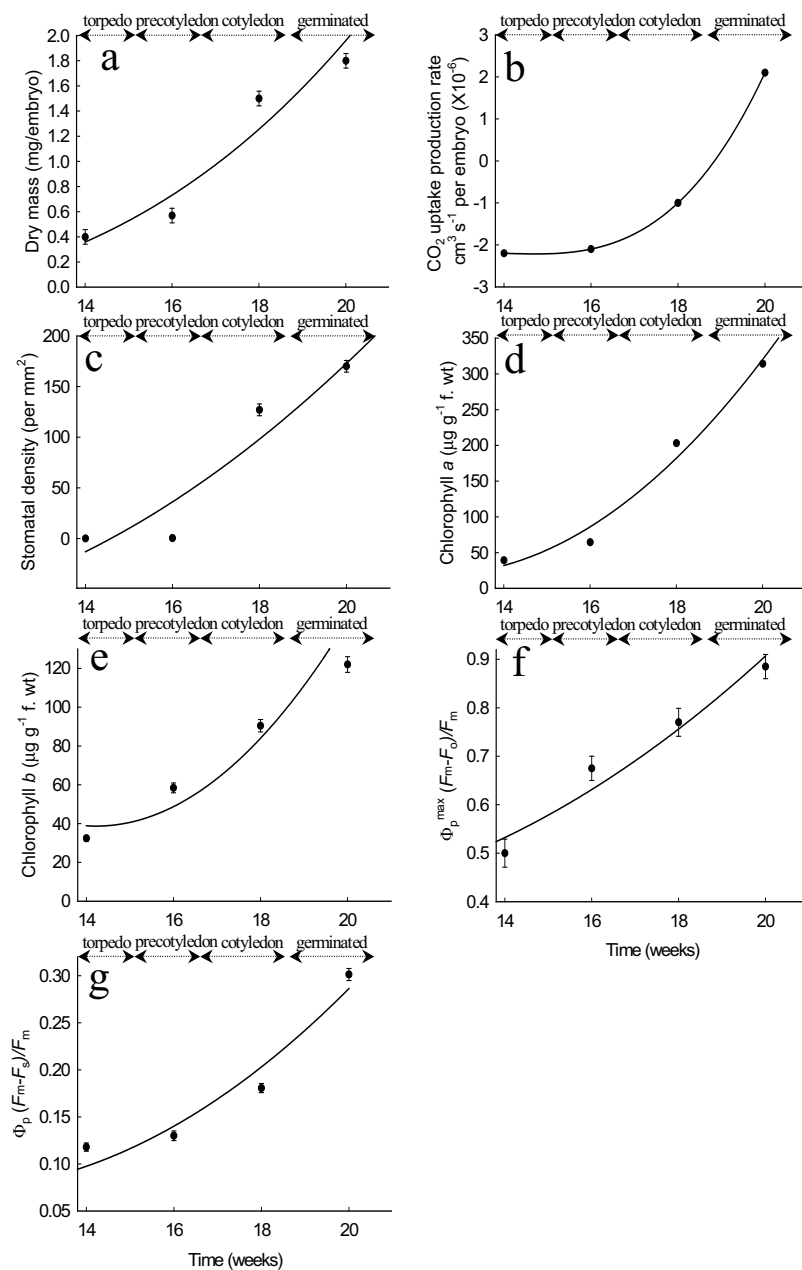 torpedo precotyledon cotyledon germinated
a
2.0
1.8
1.6
1.4
1.2
1.0
0.8
0.6
0.4
0.2
0.0
Dry mass (mg/embryo)
14 16 18 20
torpedo precotyledon cotyledon germinated
b
3
2
1
0
-1
-2
-3
CO₂ uptake production rate
cm³ s⁻¹ per embryo (X10⁻⁶)
14 16 18 20
torpedo precotyledon cotyledon germinated
c
200
150
100
50
0
Stomatal density (per mm²)
14 16 18 20
torpedo precotyledon cotyledon germinated
d
350
300
250
200
150
100
50
0
Chlorophyll a (µg g⁻¹ f. wt)
14 16 18 20
torpedo precotyledon cotyledon germinated
e
120
100
80
60
40
20
0
Chlorophyll b (µg g⁻¹ f. wt)
14 16 18 20
torpedo precotyledon cotyledon germinated
f
0.9
0.8
0.7
0.6
0.5
0.4
Φp^max (Fm-Fo)/Fm
14 16 18 20
Time (weeks)
torpedo precotyledon cotyledon germinated
g
0.30
0.25
0.20
0.15
0.10
0.05
Φp (Fm-Fs)/Fm
14 16 18 20
Time (weeks)